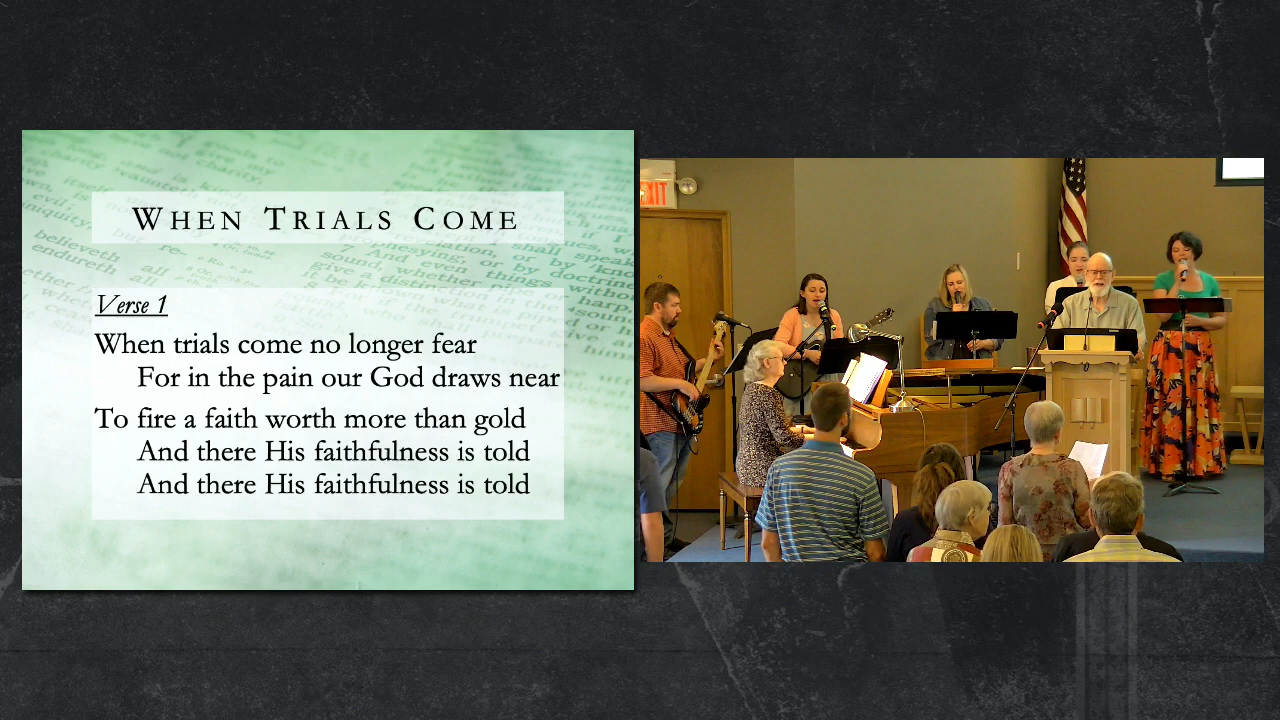 WHEN TRIALS COME
Verse 1
When trials come no longer fear
For in the pain our God draws near
To fire a faith worth more than gold
And there His faithfulness is told
And there His faithfulness is told
EXIT